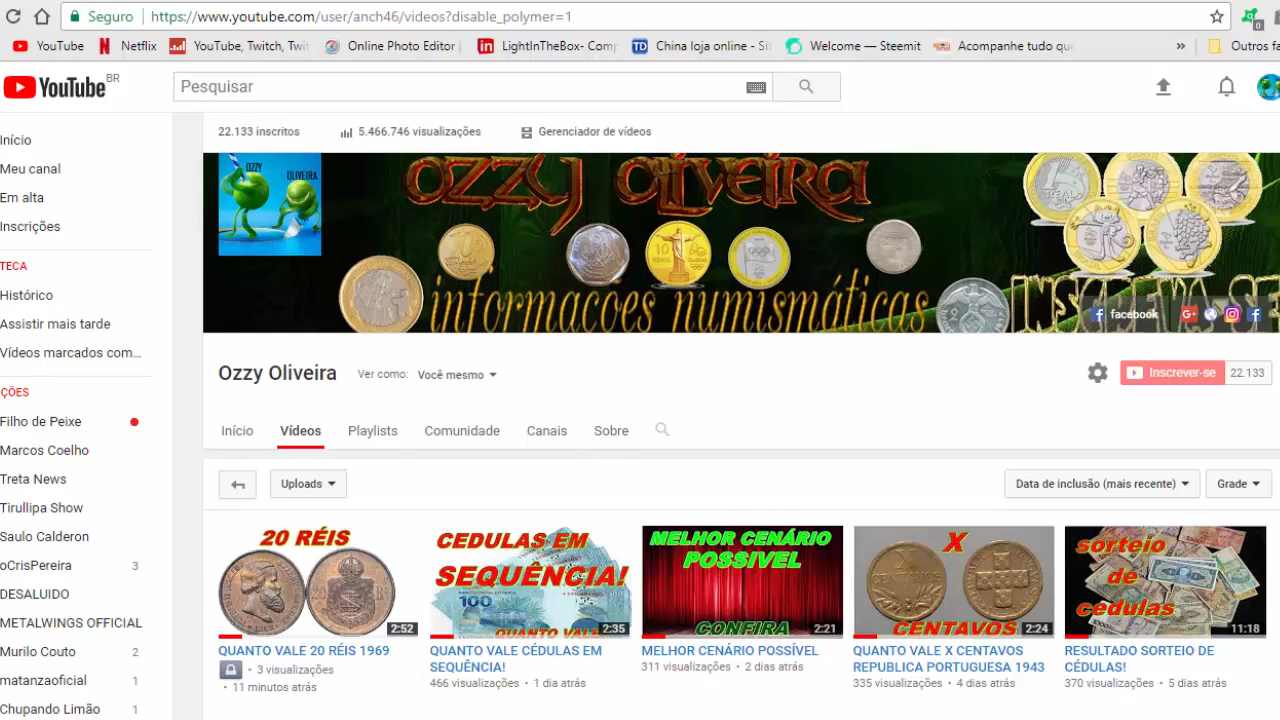 Seguro https://www.youtube.com/user/anch46/videos?disable_polymer=1
YouTube Netflix YouTube, Twitch, Twi Online Photo Editor LightInTheBox- Comp China loja online - Si Welcome — Steemit Acompanhe tudo qu » Outros fa
YouTube BR
Pesquisar
22.133 inscritos 5.466.746 visualizações Gerenciador de vídeos
OZZY OLIVEIRA
OZZY OLIVEIRA
informacões numismáticas
facebook
Ozzy Oliveira Ver como: Você mesmo
Inscrever-se 22.133
Início Vídeos Playlists Comunidade Canais Sobre
Uploads
Data de inclusão (mais recente) Grade
Início
Meu canal
Em alta
Inscrições
TECA
Histórico
Assistir mais tarde
Vídeos marcados com...
ÇÕES
Filho de Peixe
Marcos Coelho
Treta News
Tirullipa Show
Saulo Calderon
oCrisPereira 3
DESALUIDO
METALWINGS OFFICIAL
Murilo Couto 2
matanzaoficial 1
Chupando Limão 1
20 RÉIS
2:52
QUANTO VALE 20 RÉIS 1969
• 3 visualizações
• 11 minutos atrás
CEDULAS EM
SEQUÊNCIA!
100
QUANTO VALE
2:35
QUANTO VALE CÉDULAS EM
SEQUÊNCIA!
466 visualizações • 1 dia atrás
MELHOR CENÁRIO
POSSIVEL
CONFIRA
2:21
MELHOR CENÁRIO POSSÍVEL
311 visualizações • 2 dias atrás
X
CENTAVOS
2:24
QUANTO VALE X CENTAVOS
REPUBLICA PORTUGUESA 1943
335 visualizações • 4 dias atrás
sorteio
de
cedulas
11:18
RESULTADO SORTEIO DE
CÉDULAS!
370 visualizações • 5 dias atrás